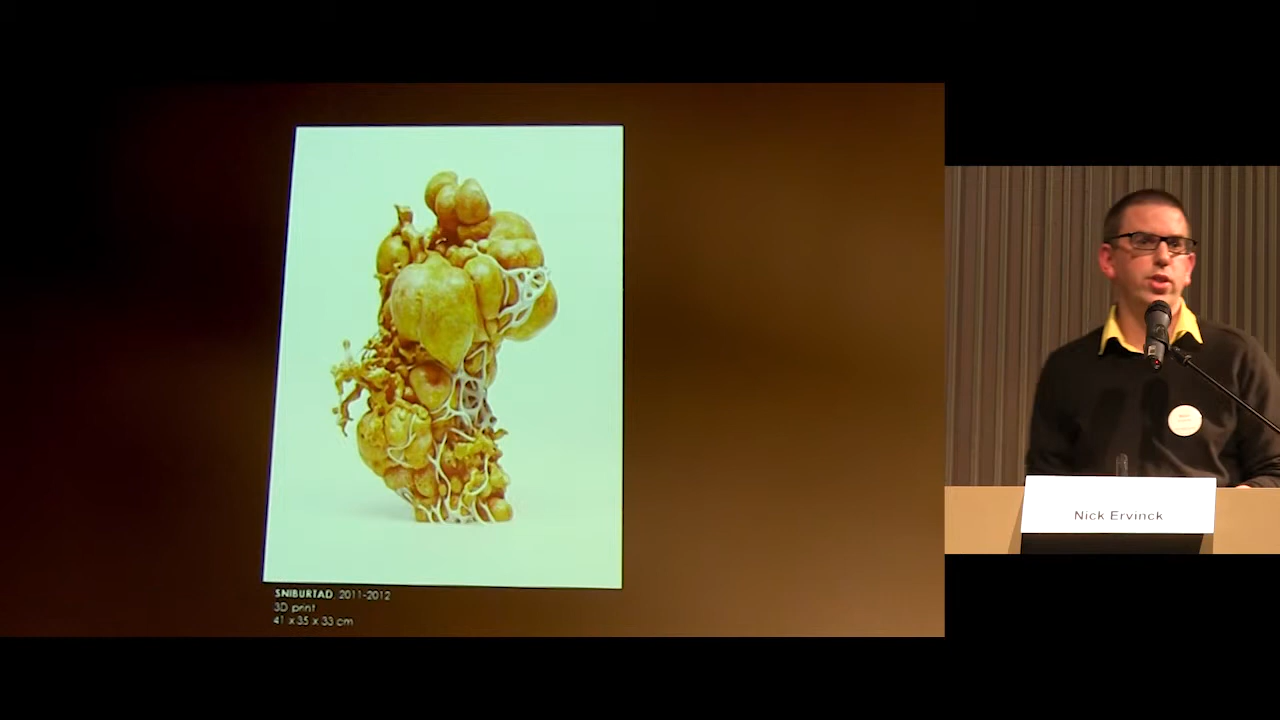 SNIBURTAD 2011-2012
3D print
41 x 35 x 33 cm
Nick Ervinck